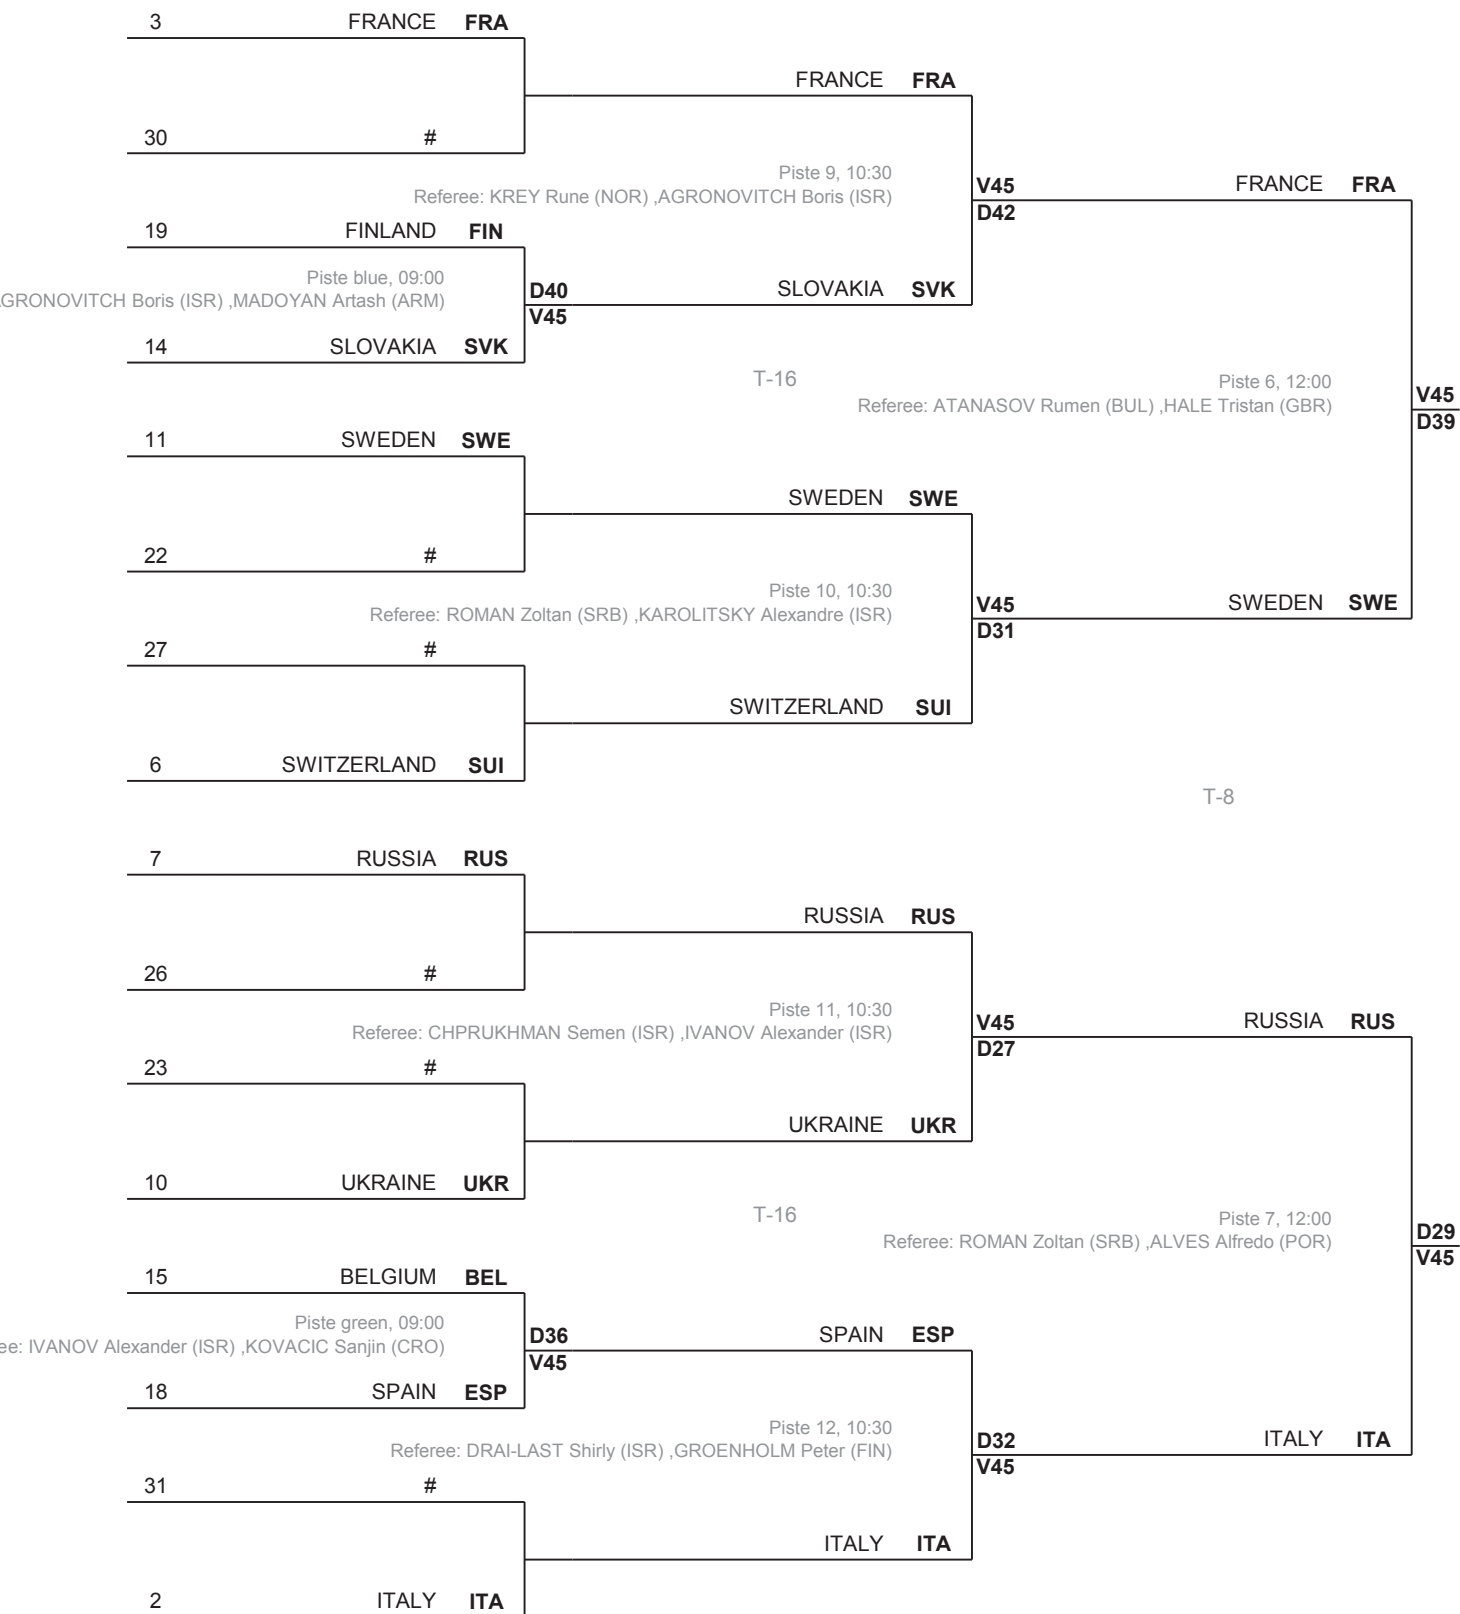 3 FRANCE FRA
FRANCE FRA
30 #
Piste 9, 10:30
Referee: KREY Rune (NOR) ,AGRONOVITCH Boris (ISR)
V45 FRANCE FRA
D42
19 FINLAND FIN
Piste blue, 09:00
GRONOVITCH Boris (ISR) ,MADOYAN Artash (ARM)
D40 SLOVAKIA SVK
V45
14 SLOVAKIA SVK
T-16
Piste 6, 12:00
Referee: ATANASOV Rumen (BUL) ,HALE Tristan (GBR)
V45
D39
11 SWEDEN SWE
SWEDEN SWE
22 #
Piste 10, 10:30
Referee: ROMAN Zoltan (SRB) ,KAROLITSKY Alexandre (ISR)
V45 SWEDEN SWE
D31
27 #
SWITZERLAND SUI
6 SWITZERLAND SUI
T-8
7 RUSSIA RUS
RUSSIA RUS
26 #
Piste 11, 10:30
Referee: CHPRUKHMAN Semen (ISR) ,IVANOV Alexander (ISR)
V45 RUSSIA RUS
D27
23 #
UKRAINE UKR
10 UKRAINE UKR
T-16
Piste 7, 12:00
Referee: ROMAN Zoltan (SRB) ,ALVES Alfredo (POR)
D29
V45
15 BELGIUM BEL
Piste green, 09:00
ee: IVANOV Alexander (ISR) ,KOVACIC Sanjin (CRO)
D36 SPAIN ESP
V45
18 SPAIN ESP
Piste 12, 10:30
Referee: DRAI-LAST Shirly (ISR) ,GROENHOLM Peter (FIN)
D32 ITALY ITA
V45
31 #
ITALY ITA
2 ITALY ITA